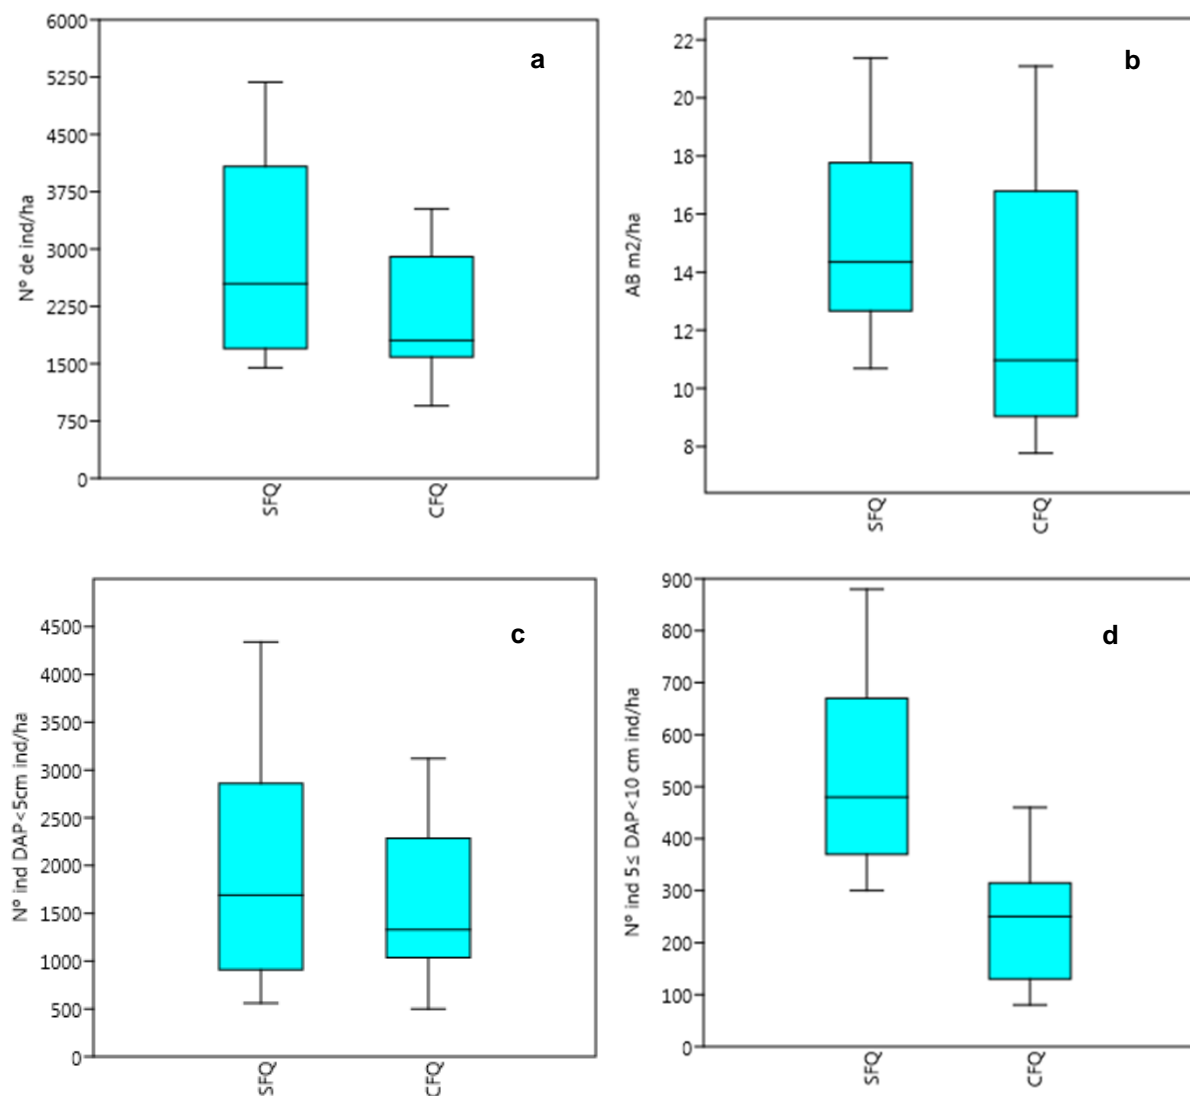 a
6000
5250
4500
3750
3000
2250
1500
750
0
Nº de ind/ha
SFQ
CFQ
b
22
20
18
16
14
12
10
8
AB m2/ha
SFQ
CFQ
c
4500
4000
3500
3000
2500
2000
1500
1000
500
0
Nº ind DAP<5cm ind/ha
SFQ
CFQ
d
900
800
700
600
500
400
300
200
100
0
Nº ind 5≤ DAP<10 cm ind/ha
SFQ
CFQ